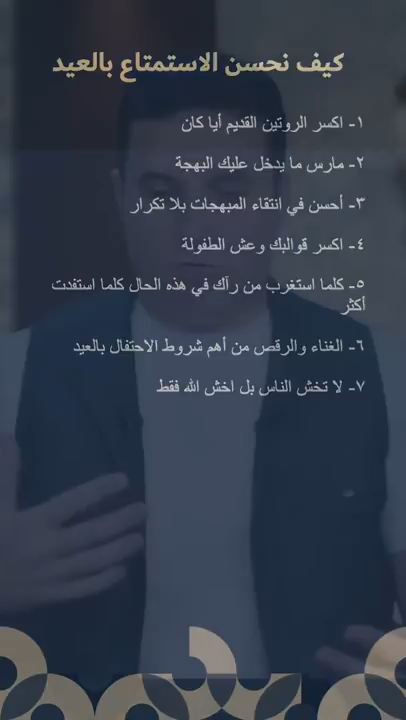 كيف نحسن الاستمتاع بالعيد
١- اكسر الروتين القديم أيا كان
٢- مارس ما يدخل عليك البهجة
٣- أحسن في انتقاء المبهجات بلا تكرار
٤- اكسر قوالبك وعش الطفولة
٥- كلما استغرب من رآك في هذه الحال كلما استفدت
أكثر
٦- الغناء والرقص من أهم شروط الاحتفال بالعيد
٧- لا تخش الناس بل اخش الله فقط